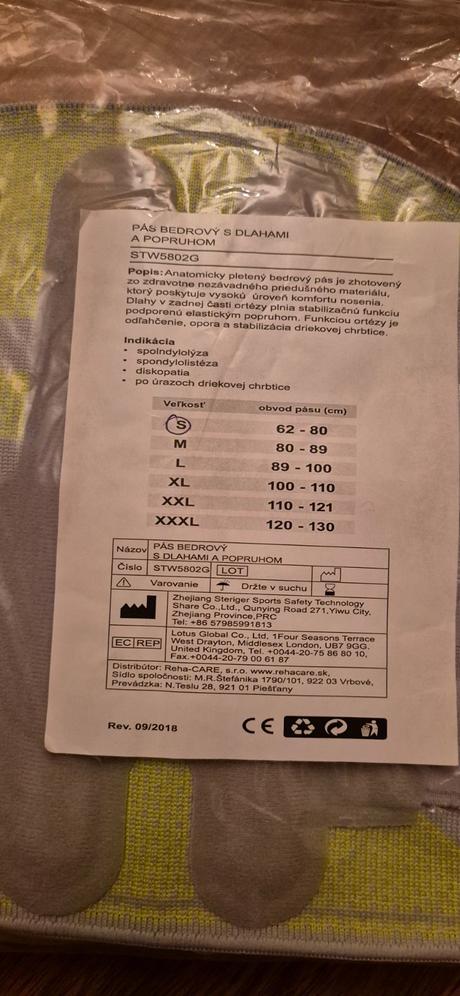 PÁS BEDROVÝ S DLAHAMI
A POPRUHOM
STW5802G
Popis: Anatomicky pletený bedrový pás je zhotovený
zo zdravotne nezávadného priedušného materiálu,
ktorý poskytuje vysokú úroveň komfortu nosenia.
Dlahy v zadnej časti ortézy plnia stabilizačnú funkciu
podporenú elastickým popruhom. Funkciou ortézy je
odľahčenie, opora a stabilizácia driekovej chrbtice.
Indikácia
• spolndylolýza
• spondylolistéza
• diskopatia
• po úrazoch driekovej chrbtice
Veľkosť obvod pásu (cm)
S 62 - 80
M 80 - 89
L 89 - 100
XL 100 - 110
XXL 110 - 121
XXXL 120 - 130
Názov PÁS BEDROVÝ
S DLAHAMI A POPRUHOM
Číslo STW5802G LOT
Varovanie Držte v suchu
Zhejiang Steriger Sports Safety Technology
Share Co.,Ltd., Qunying Road 271,Yiwu City,
Zhejiang Province,PRC
Tel: +86 57985991813
EC REP Lotus Global Co., Ltd, 1Four Seasons Terrace
West Drayton, Middlesex London, UB7 9GG.
United Kingdom, Tel. +0044-20-75 86 80 10,
Fax.+0044-20-79 00 61 87
Distribútor: Reha-CARE, s.r.o. www.rehacare.sk,
Sídlo spoločnosti: M.R.Štefánika 1790/101, 922 03 Vrbové,
Prevádzka: N.Teslu 28, 921 01 Piešťany
Rev. 09/2018 CE